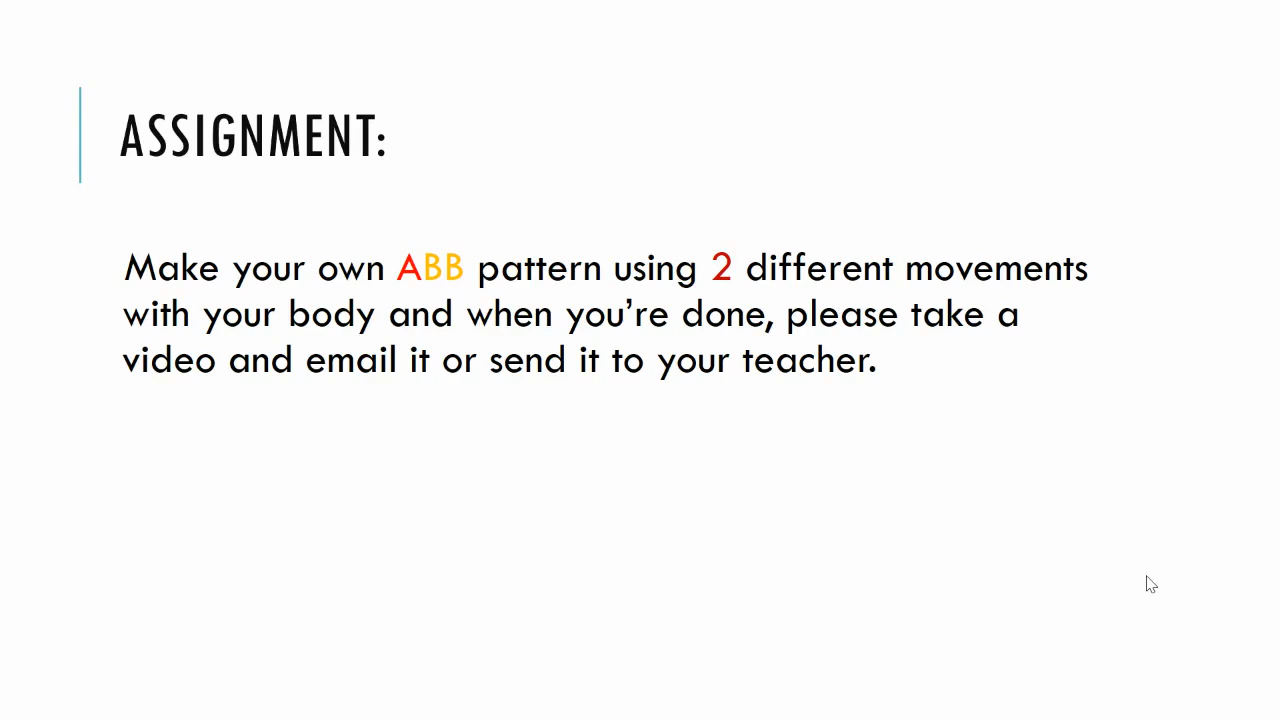 ASSIGNMENT:
Make your own ABB pattern using 2 different movements
with your body and when you’re done, please take a
video and email it or send it to your teacher.